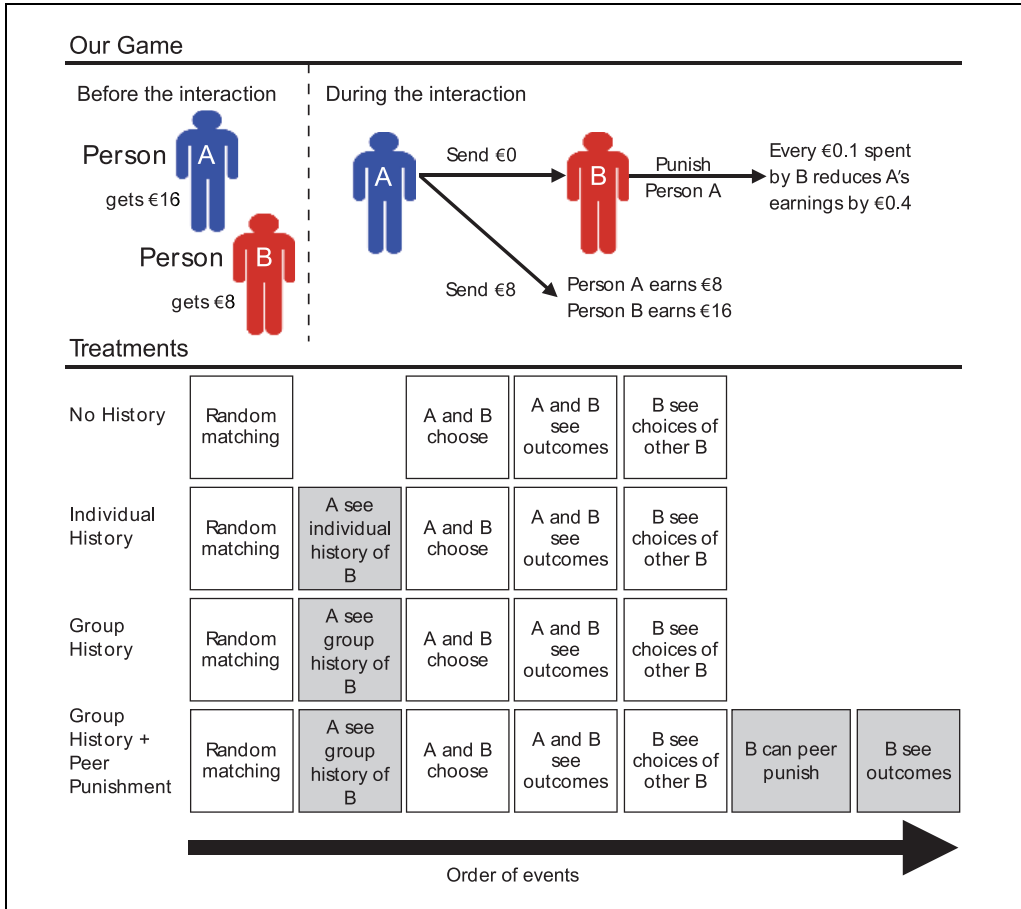 Our Game
Before the interaction
During the interaction
Person
A
gets €16
Person
B
gets €8
A
Send €0
B
Punish
Person A
Every €0.1 spent
by B reduces A's
earnings by €0.4
Send €8
Person A earns €8
Person B earns €16
Treatments
No History
Random
matching
A and B
choose
A and B
see
outcomes
B see
choices of
other B
Individual
History
Random
matching
A see
individual
history of
B
A and B
choose
A and B
see
outcomes
B see
choices of
other B
Group
History
Random
matching
A see
group
history of
B
A and B
choose
A and B
see
outcomes
B see
choices of
other B
Group
History +
Peer
Punishment
Random
matching
A see
group
history of
B
A and B
choose
A and B
see
outcomes
B see
choices of
other B
B can peer
punish
B see
outcomes
Order of events